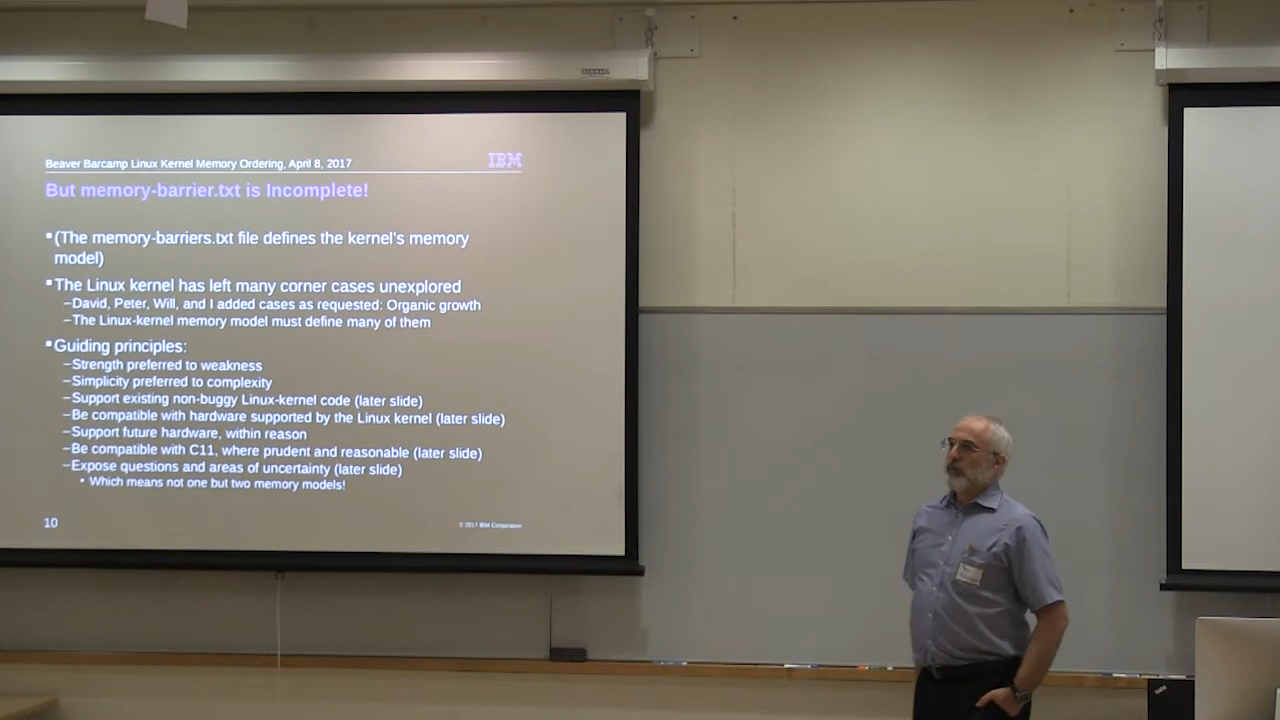 Beaver Barcamp Linux Kernel Memory Ordering, April 8, 2017
IBM
But memory-barrier.txt is Incomplete!
▪(The memory-barriers.txt file defines the kernel's memory
model)
▪The Linux kernel has left many corner cases unexplored
–David, Peter, Will, and I added cases as requested: Organic growth
–The Linux-kernel memory model must define many of them
▪Guiding principles:
–Strength preferred to weakness
–Simplicity preferred to complexity
–Support existing non-buggy Linux-kernel code (later slide)
–Be compatible with hardware supported by the Linux kernel (later slide)
–Support future hardware, within reason
–Be compatible with C11, where prudent and reasonable (later slide)
–Expose questions and areas of uncertainty (later slide)
• Which means not one but two memory models!
10
© 2017 IBM Corporation